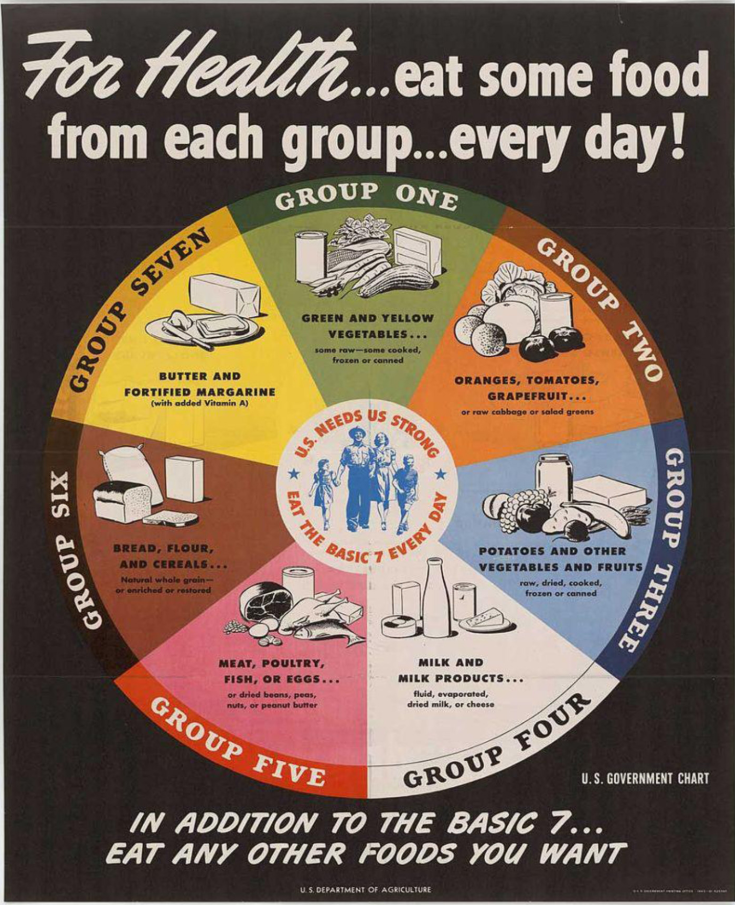 For Health...eat some food
from each group...every day!
GROUP ONE
GREEN AND YELLOW
VEGETABLES...
some raw—some cooked,
frozen or canned
GROUP TWO
ORANGES, TOMATOES,
GRAPEFRUIT...
or raw cabbage or salad greens
GROUP THREE
POTATOES AND OTHER
VEGETABLES AND FRUITS
raw, dried, cooked,
frozen or canned
GROUP FOUR
MILK AND
MILK PRODUCTS...
fluid, evaporated,
dried milk, or cheese
GROUP FIVE
MEAT, POULTRY,
FISH, OR EGGS...
or dried beans, peas,
nuts, or peanut butter
GROUP SIX
BREAD, FLOUR,
AND CEREALS...
Natural whole grain—
or enriched or restored
GROUP SEVEN
BUTTER AND
FORTIFIED MARGARINE
(with added Vitamin A)
U.S. NEEDS US STRONG
EAT THE BASIC 7 EVERY DAY
U. S. GOVERNMENT CHART
IN ADDITION TO THE BASIC 7...
EAT ANY OTHER FOODS YOU WANT
U. S. DEPARTMENT OF AGRICULTURE